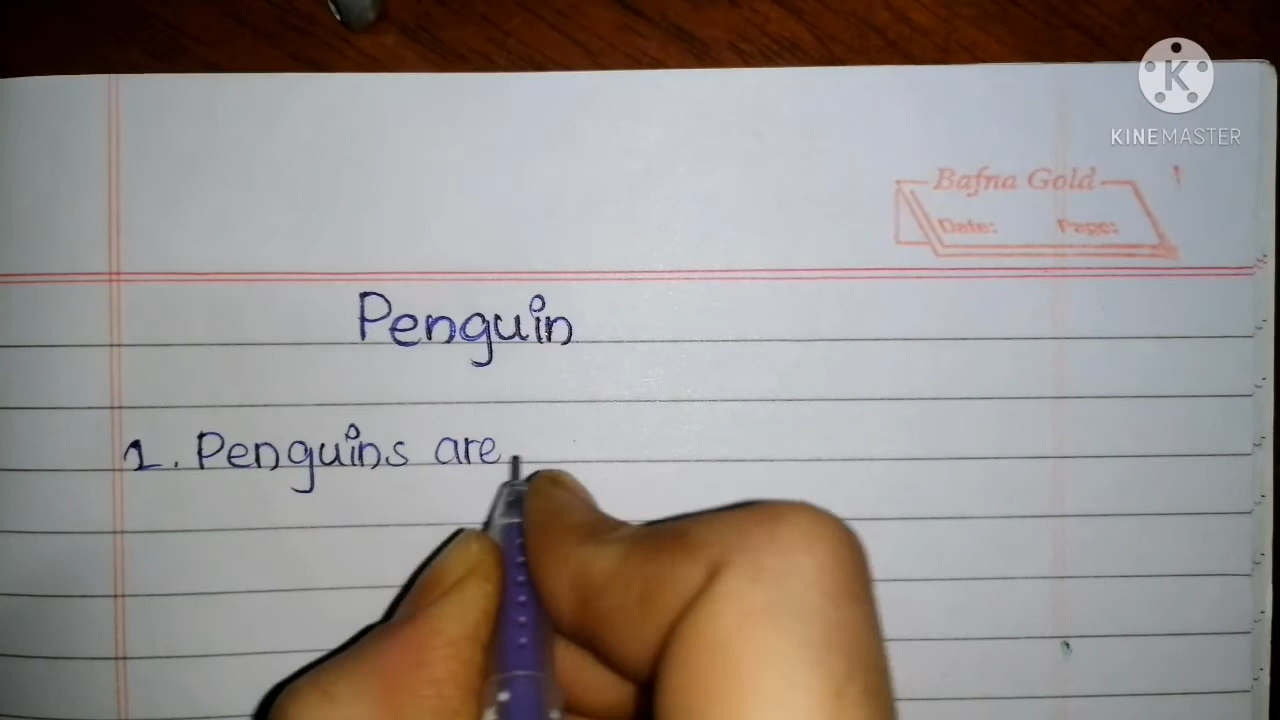 KINEMASTER
Bafna Gold
Date: Page:
Penguin
1. Penguins are